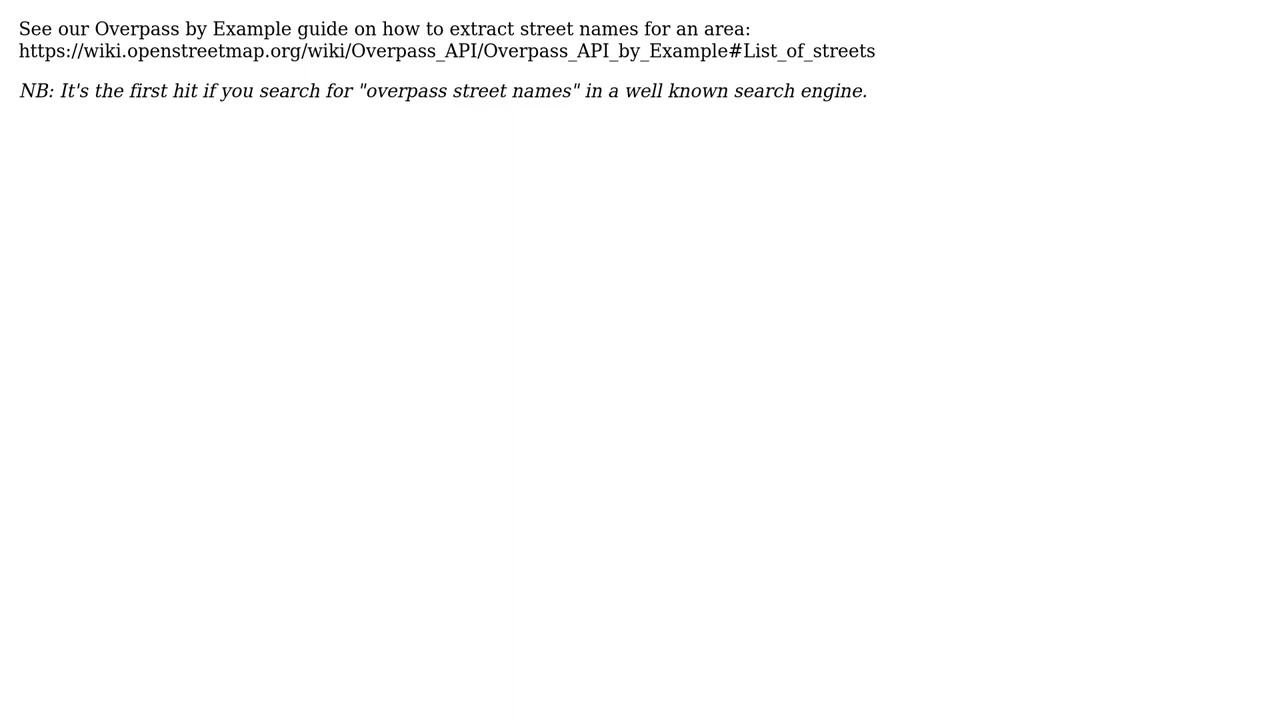 See our Overpass by Example guide on how to extract street names for an area:
https://wiki.openstreetmap.org/wiki/Overpass_API/Overpass_API_by_Example#List_of_streets
NB: It's the first hit if you search for "overpass street names" in a well known search engine.